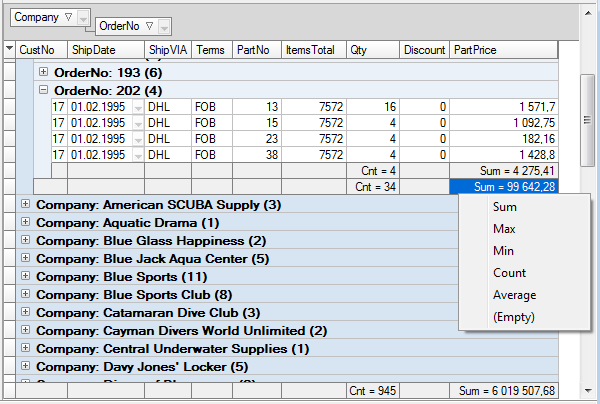 Company
OrderNo
CustNo ShipDate ShipVIA Terms PartNo ItemsTotal Qty Discount PartPrice
OrderNo: 193 (6)
OrderNo: 202 (4)
17 01.02.1995 DHL FOB 13 7572 16 0 1 571,7
17 01.02.1995 DHL FOB 15 7572 4 0 1 092,75
17 01.02.1995 DHL FOB 23 7572 4 0 182,16
17 01.02.1995 DHL FOB 38 7572 4 0 1 428,8
Cnt = 4 Sum = 4 275,41
Cnt = 34 Sum = 99 642,28
Company: American SCUBA Supply (3)
Company: Aquatic Drama (1)
Company: Blue Glass Happiness (2)
Company: Blue Jack Aqua Center (5)
Company: Blue Sports (11)
Company: Blue Sports Club (8)
Company: Catamaran Dive Club (3)
Company: Cayman Divers World Unlimited (2)
Company: Central Underwater Supplies (1)
Company: Davy Jones' Locker (5)
Sum
Max
Min
Count
Average
(Empty)
Cnt = 945 Sum = 6 019 507,68